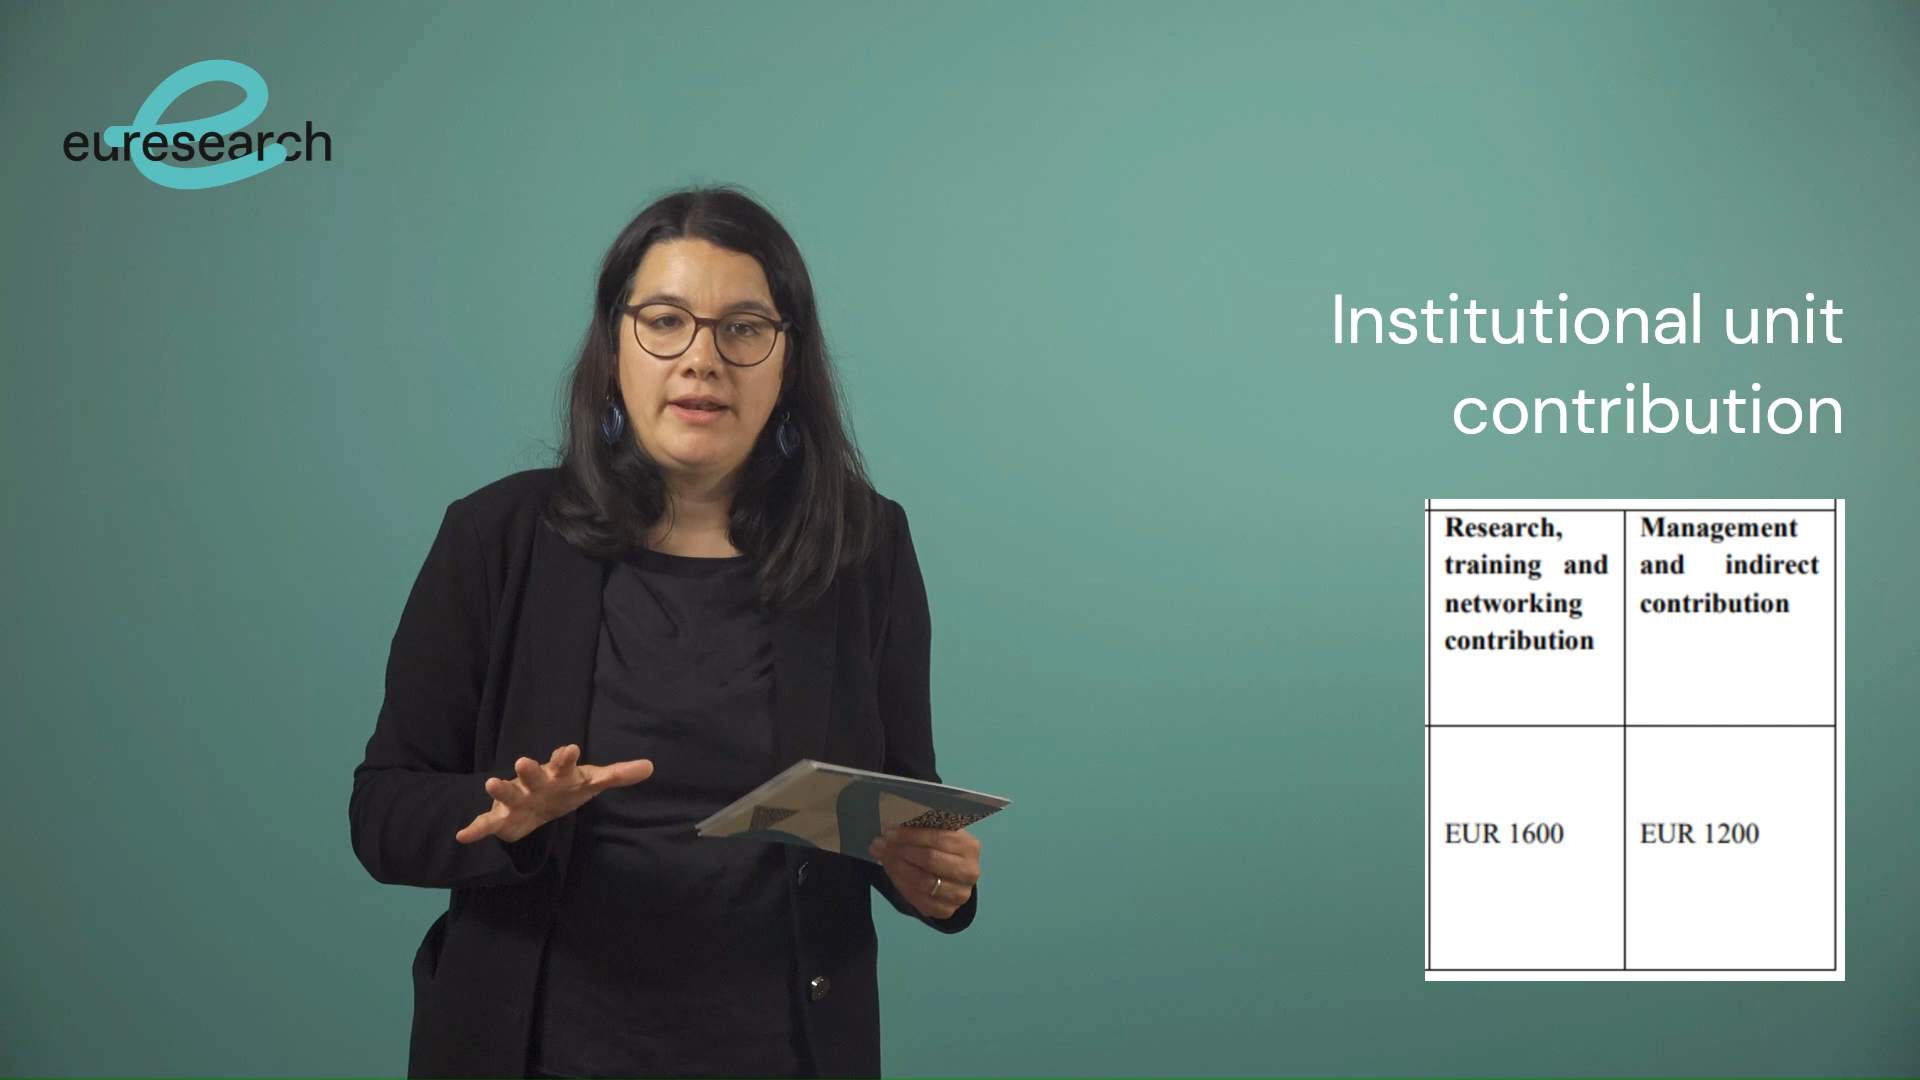 euresearch
Institutional unit
contribution
Research,
training and
networking
contribution
Management
and indirect
contribution
EUR 1600
EUR 1200